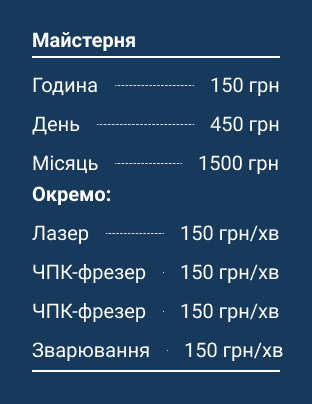 Майстерня
Година 150 грн
День 450 грн
Місяць 1500 грн
Окремо:
Лазер 150 грн/хв
ЧПК-фрезер 150 грн/хв
ЧПК-фрезер 150 грн/хв
Зварювання 150 грн/хв